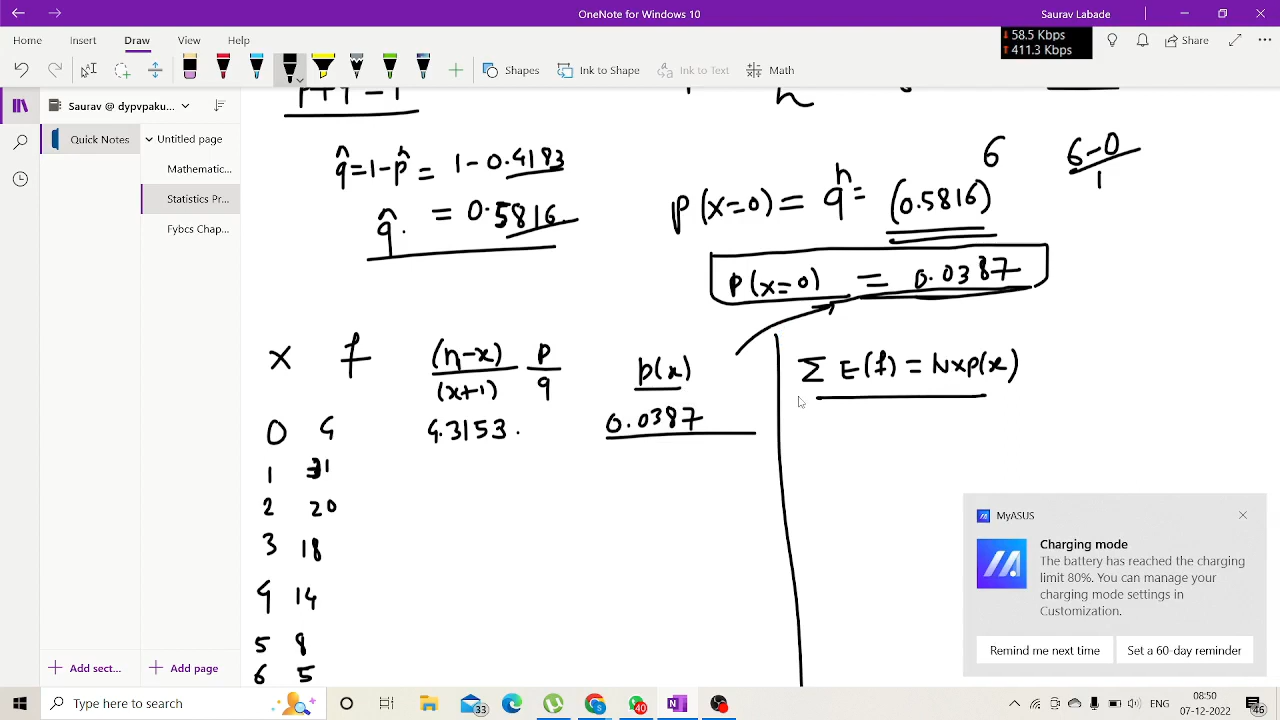 OneNote for Windows 10
Saurav Labade
58.5 Kbps
411.3 Kbps
Home Insert Draw View Help
Share
Shapes Ink to Shape Ink to Text Math
Saurav @ dypvpaku...
Quick Notes
Untitled page
Mathematic...
Statistics Pr...
Fybcs Chap...
p+q=1
n
q̂=1-p̂ = 1-0.4183
q̂ = 0.5816
6 6-0
1
p(x=0) = q^n = (0.5816)
p(x=0) = 0.0387
x f (n-x) p p(x)
(x+1) q
Σ E(f) = N×p(x)
0 4 4.3153 0.0387
1 31
2 20
3 18
4 14
5 8
6 5
MyASUS
Charging mode
The battery has reached the charging
limit 80%. You can manage your
charging mode settings in
Customization.
Remind me next time Set a 60-day reminder
Add sect... Add page
Type here to search
33
40
ENG
08:50
07-12-2022
46